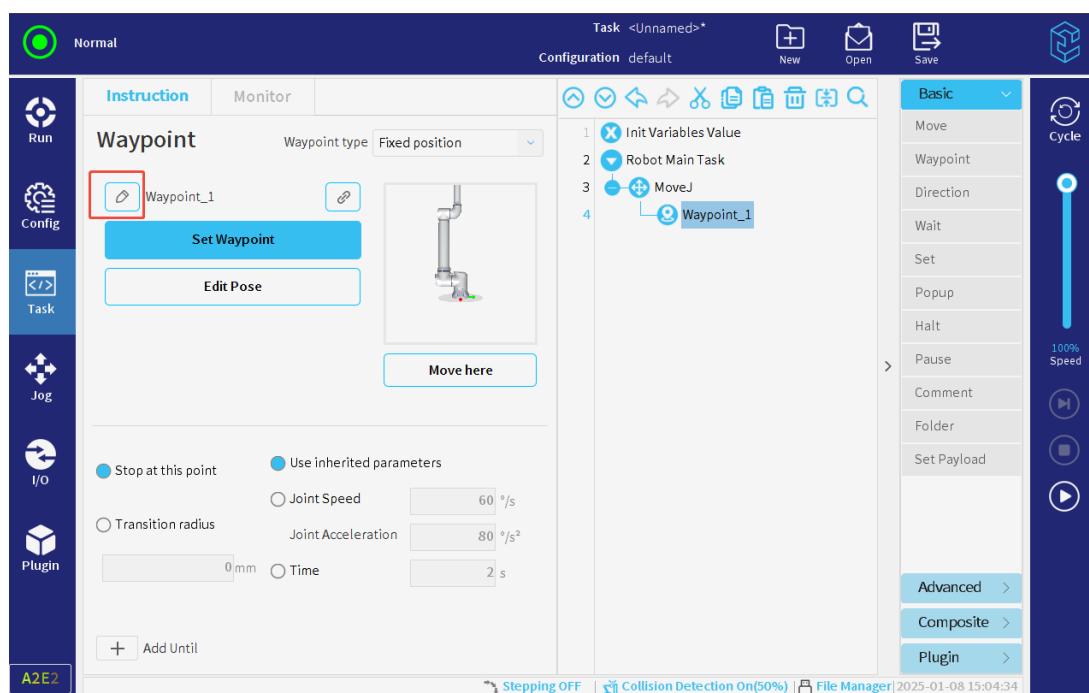 Normal
Task <Unnamed>*
Configuration default
New
Open
Save
Run
Config
Task
Jog
I/O
Plugin
A2E2
Instruction
Monitor
Waypoint
Waypoint type Fixed position
Waypoint_1
Set Waypoint
Edit Pose
Move here
Stop at this point
Use inherited parameters
Joint Speed 60 °/s
Transition radius
Joint Acceleration 80 °/s²
0 mm
Time 2 s
Add Until
1 Init Variables Value
2 Robot Main Task
3 MoveJ
4 Waypoint_1
Basic
Move
Waypoint
Direction
Wait
Set
Popup
Halt
Pause
Comment
Folder
Set Payload
Advanced
Composite
Plugin
Cycle
100%
Speed
Stepping OFF | Collision Detection On(50%) | File Manager | 2025-01-08 15:04:34